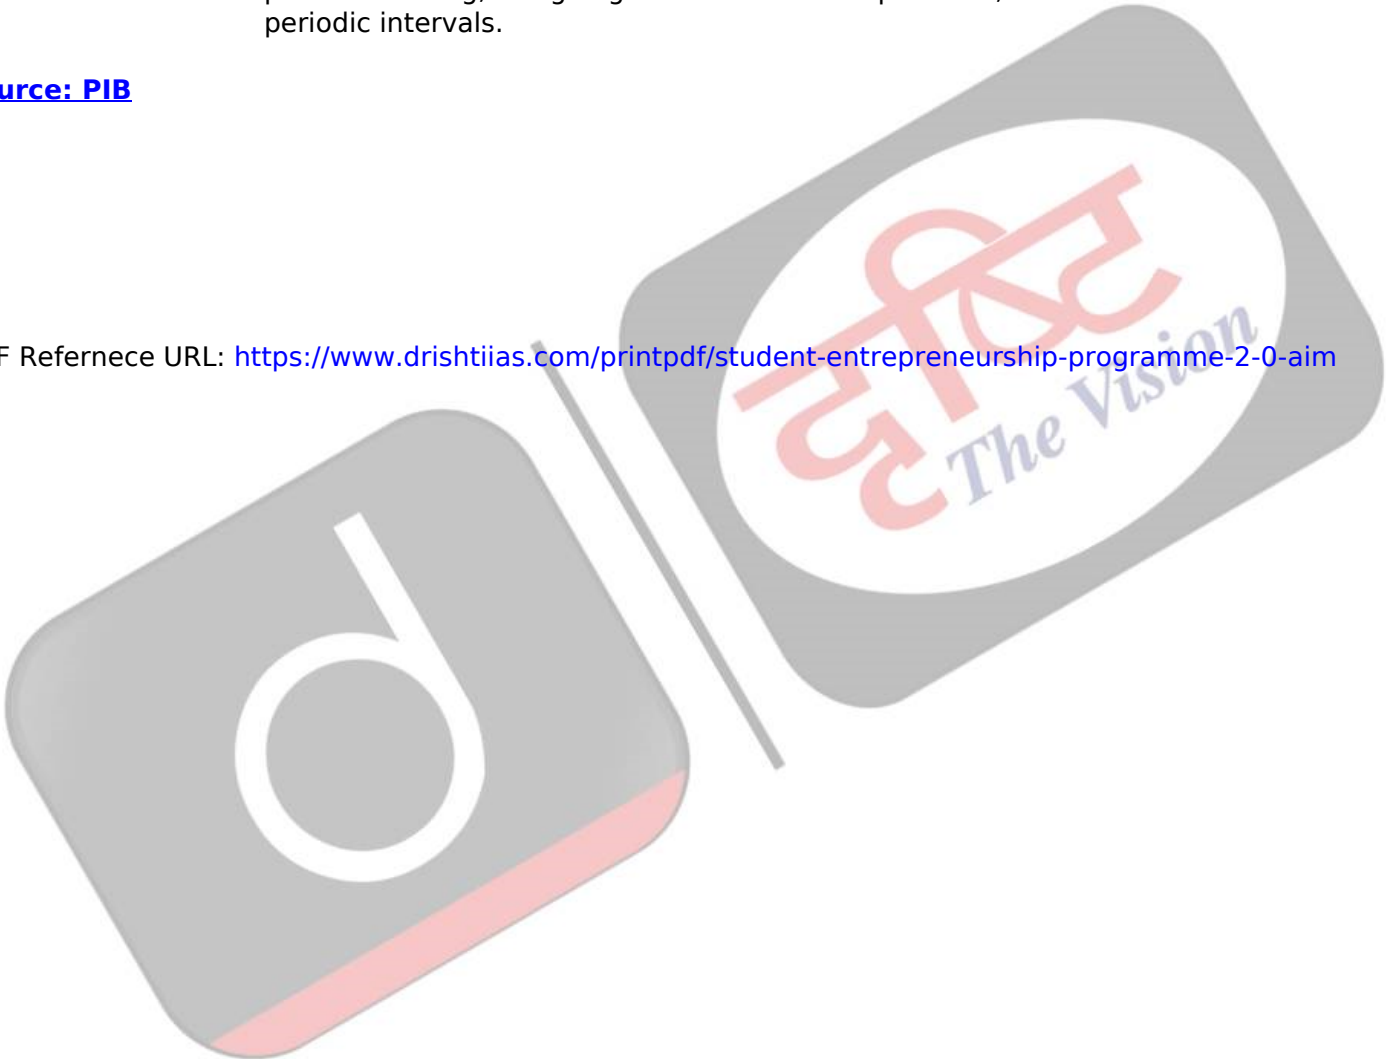 periodic intervals.
urce: PIB
F Refernece URL: https://www.drishtiias.com/printpdf/student-entrepreneurship-programme-2-0-aim
दृष्टि
The Vision
d